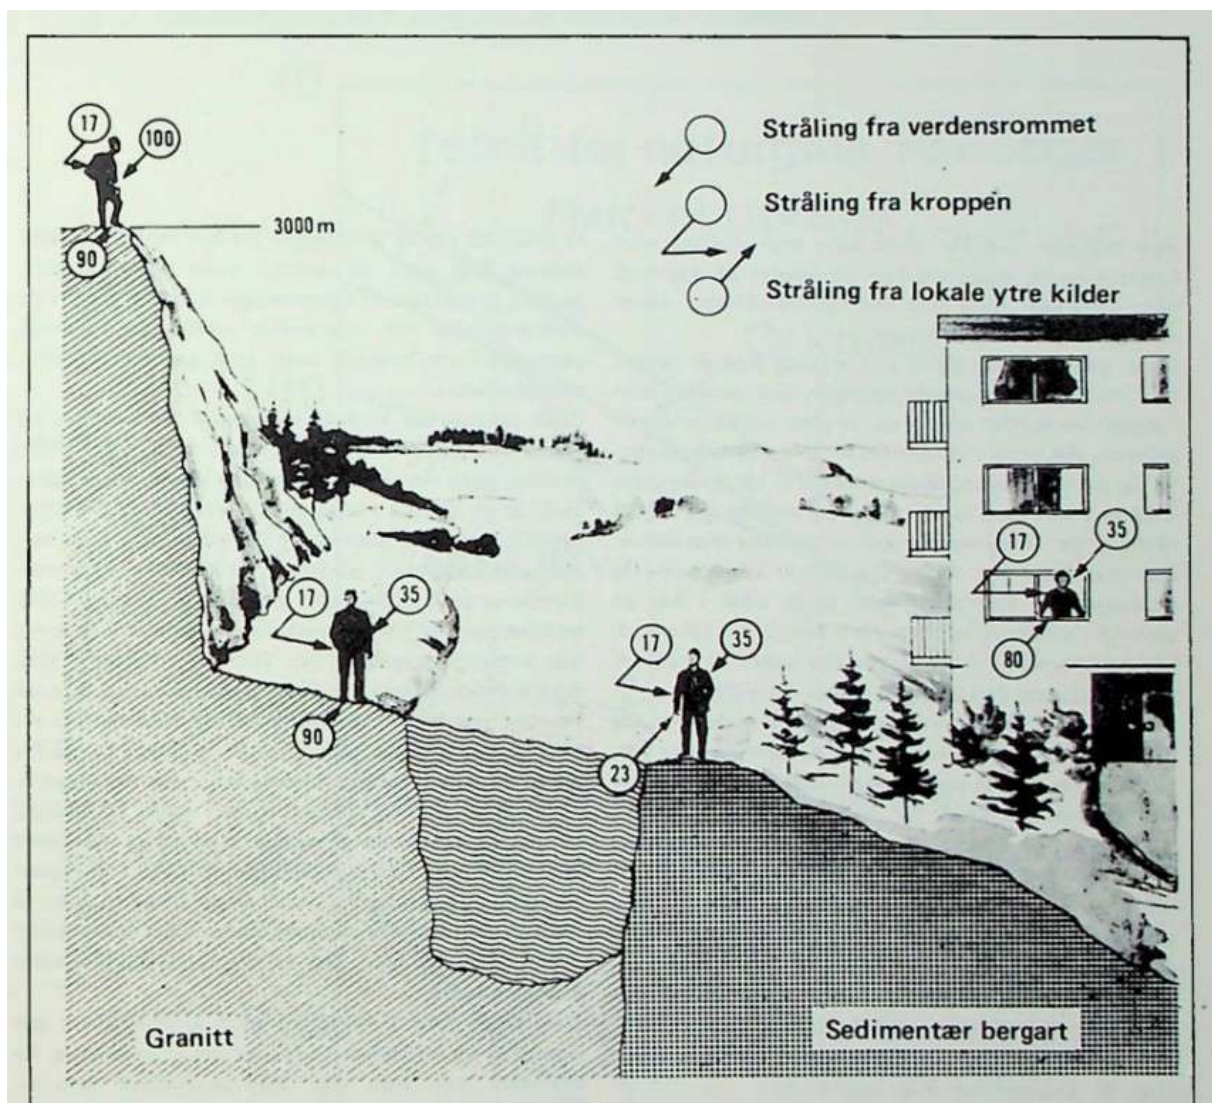 17
100
Stråling fra verdensrommet
Stråling fra kroppen
3000 m
90
Stråling fra lokale ytre kilder
17
35
17
35
80
17
35
90
23
Granitt
Sedimentær bergart